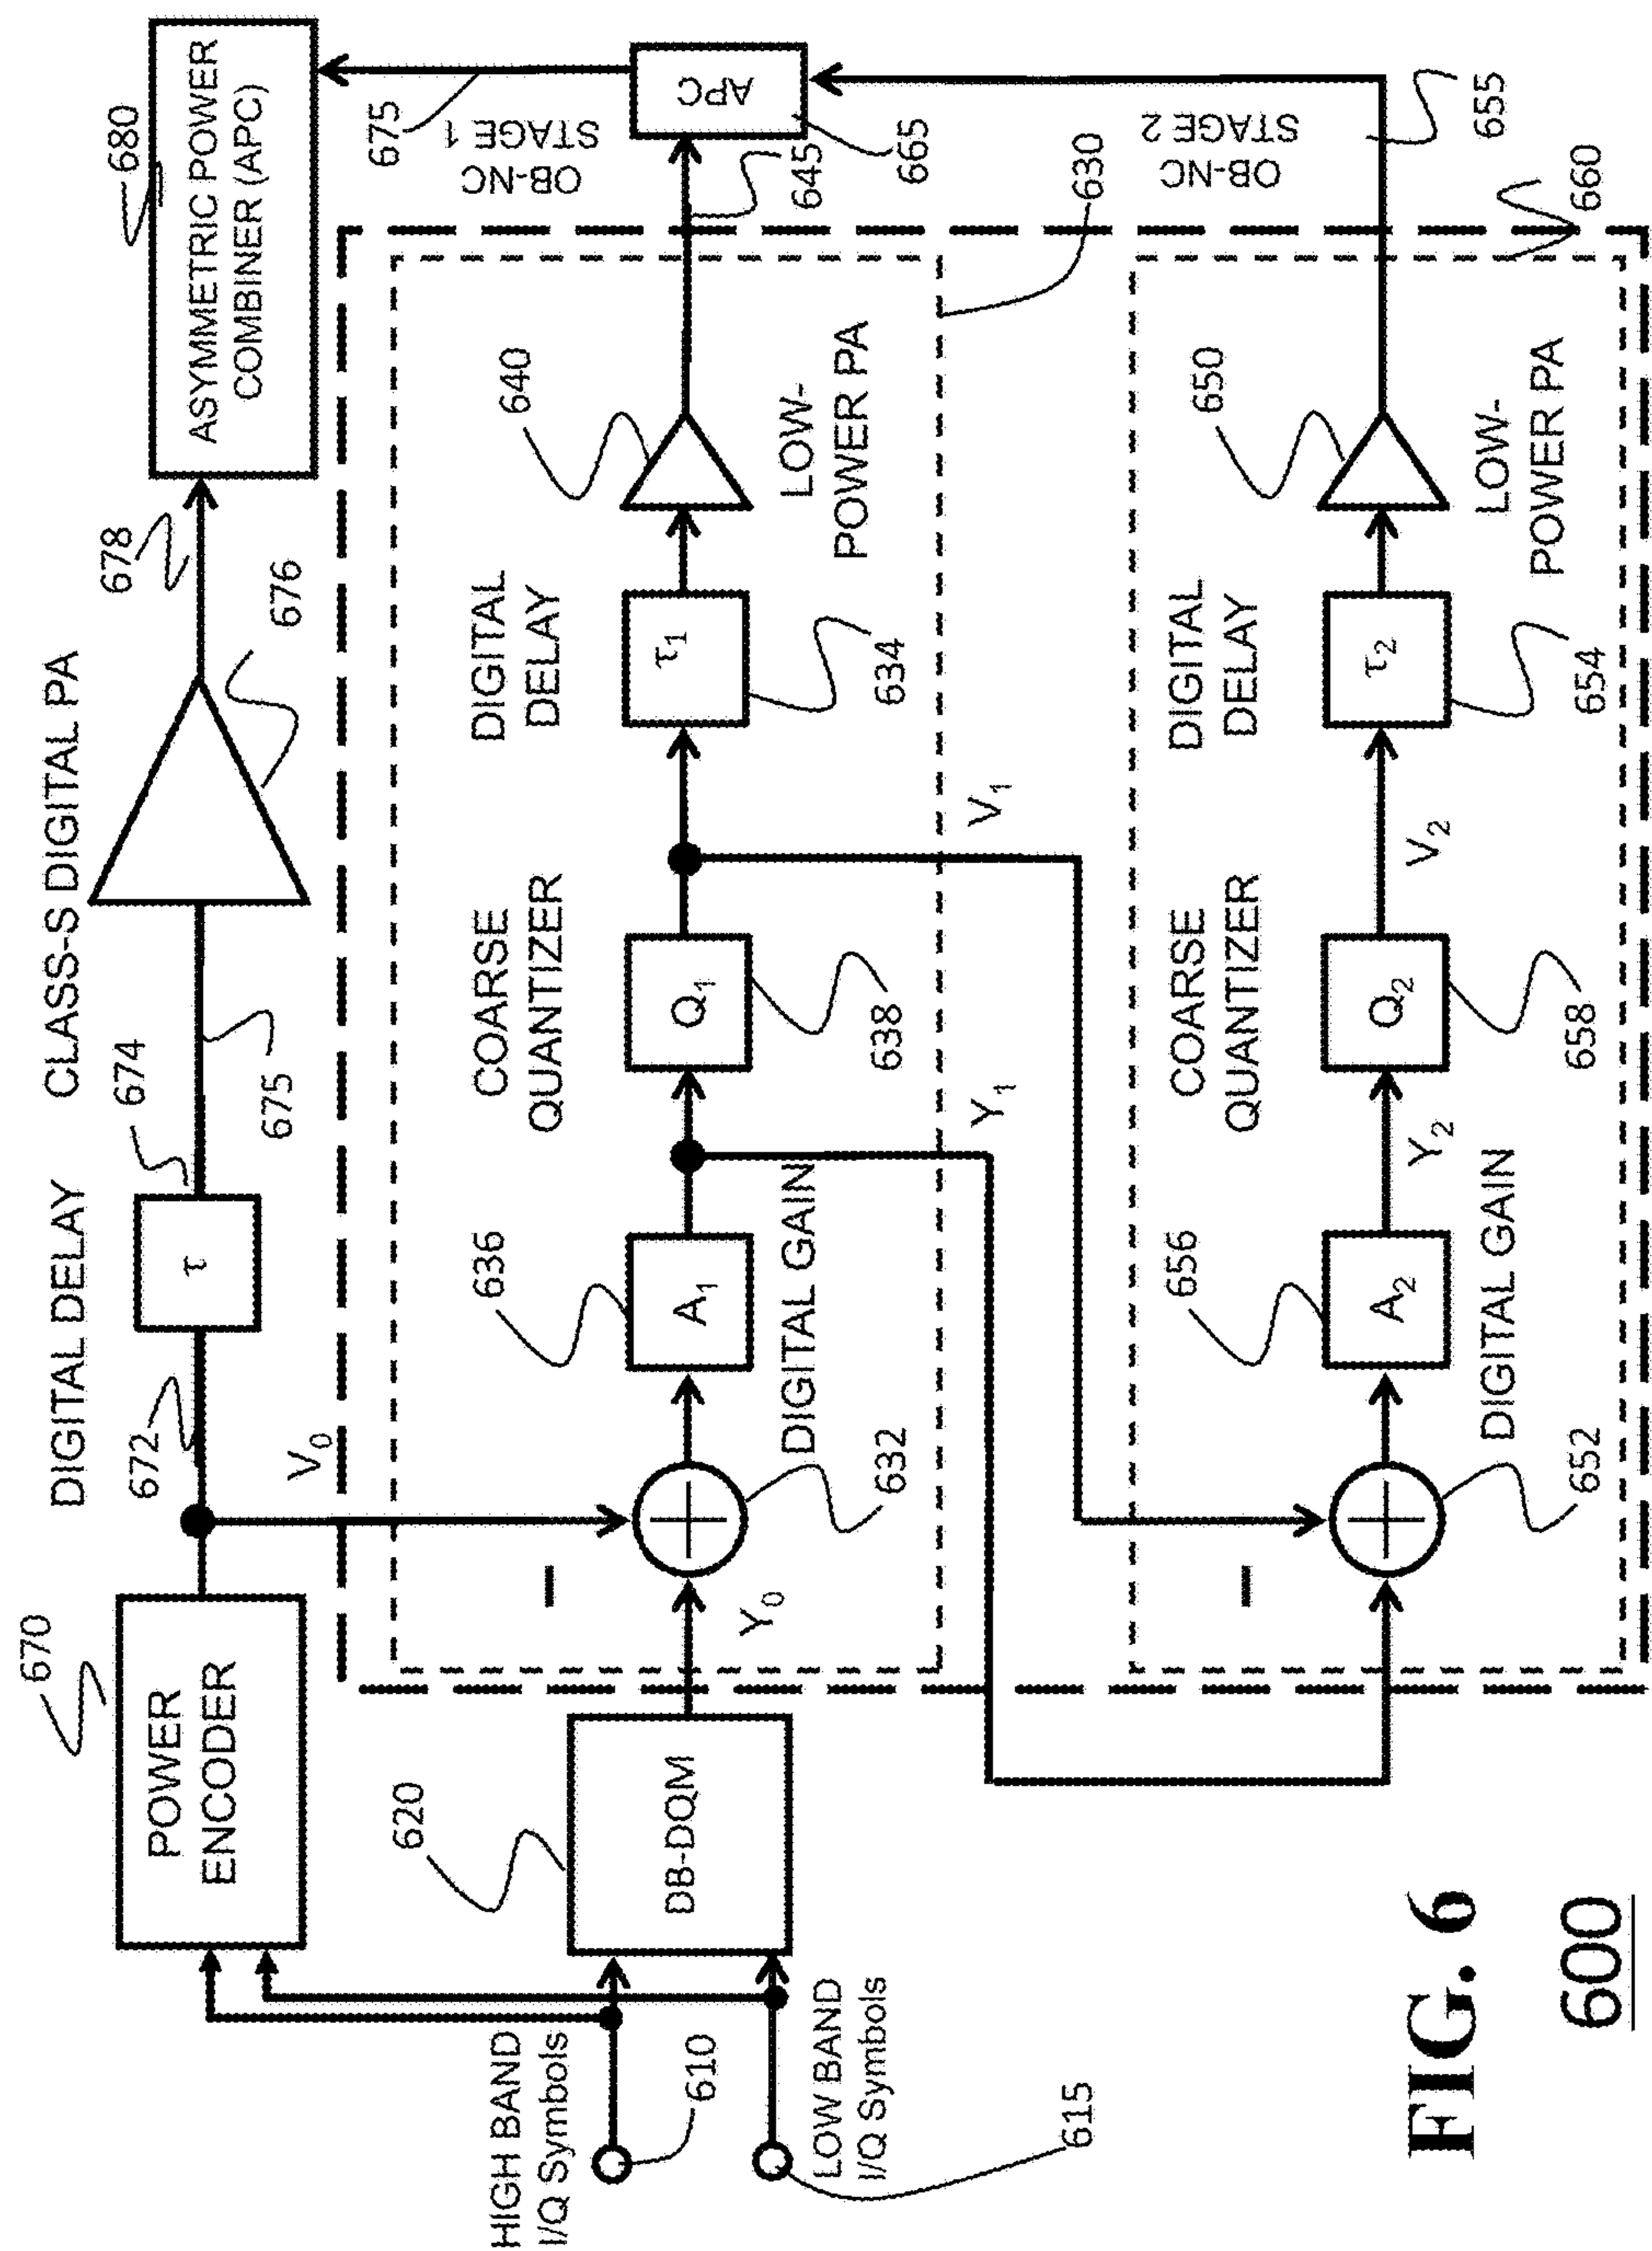 670
POWER
ENCODER
672
DIGITAL DELAY
τ
674
675
CLASS-S DIGITAL PA
676
678
680
ASYMMETRIC POWER
COMBINER (APC)
V0
HIGH BAND
I/Q Symbols
610
LOW BAND
I/Q Symbols
615
620
DB-DQM
Y0
–
632
636
A1
DIGITAL GAIN
Y1
COARSE
QUANTIZER
Q1
638
V1
DIGITAL
DELAY
τ1
634
640
LOW-
POWER PA
630
645
OB-NC
STAGE 1
675
APC
665
–
652
656
A2
DIGITAL GAIN
Y2
COARSE
QUANTIZER
Q2
658
V2
DIGITAL
DELAY
τ2
654
650
LOW-
POWER PA
660
OB-NC
STAGE 2
655
FIG. 6
600